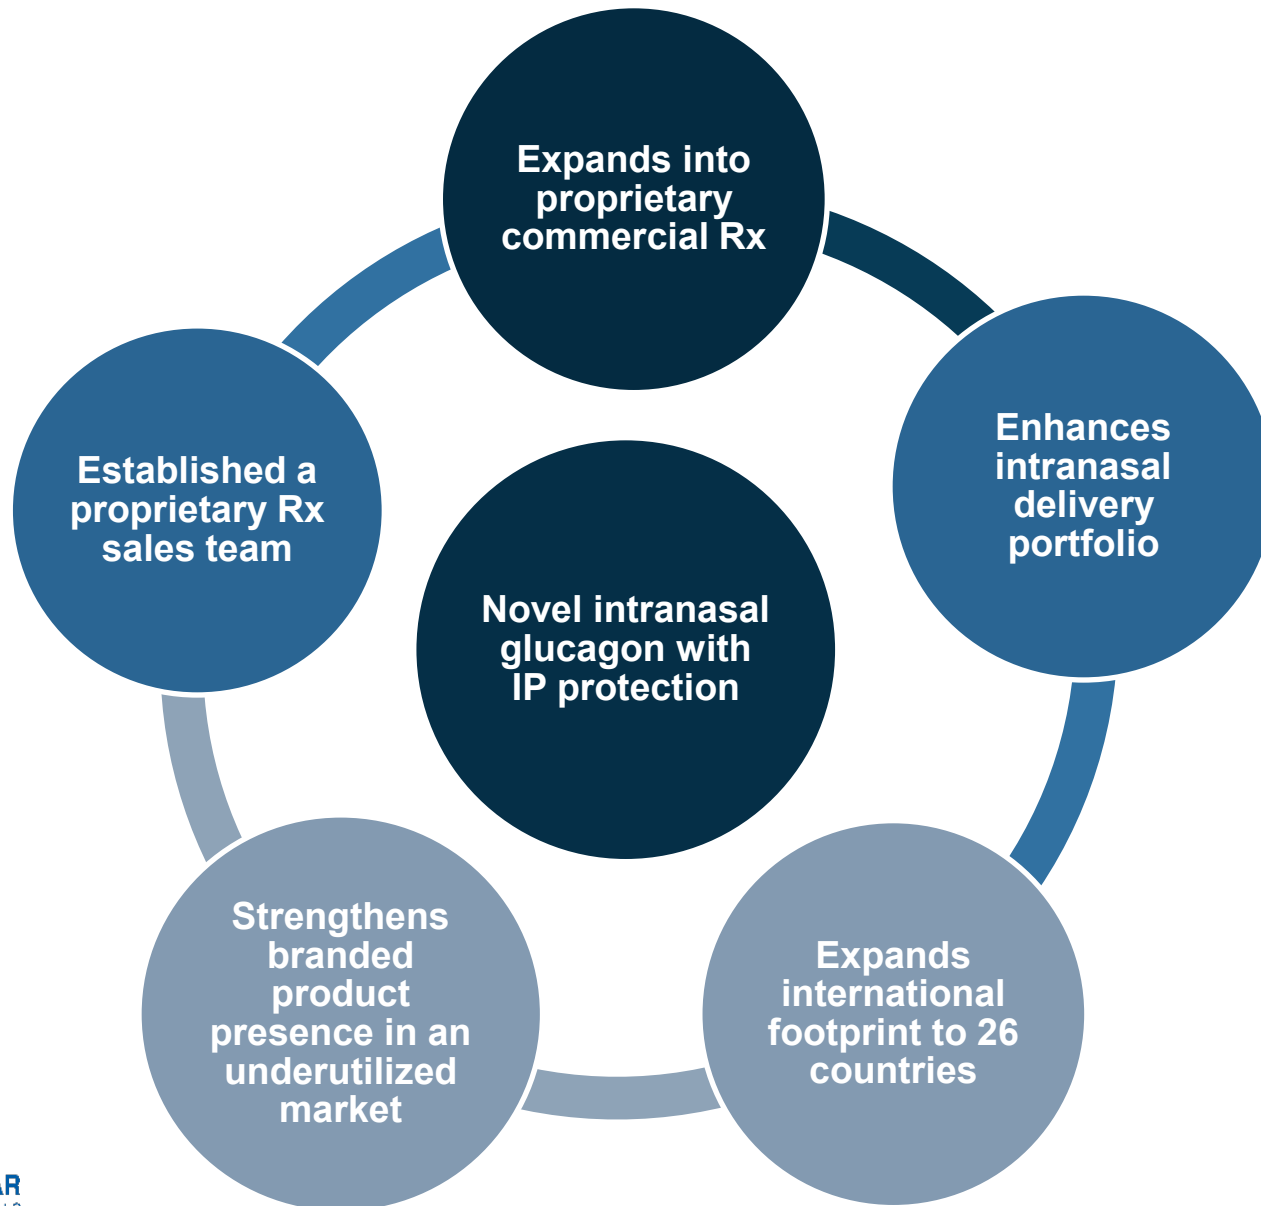 Expands into
proprietary
commercial Rx
Enhances
intranasal
delivery
portfolio
Established a
proprietary Rx
sales team
Novel intranasal
glucagon with
IP protection
Strengthens
branded
product
presence in an
underutilized
market
Expands
international
footprint to 26
countries
AR